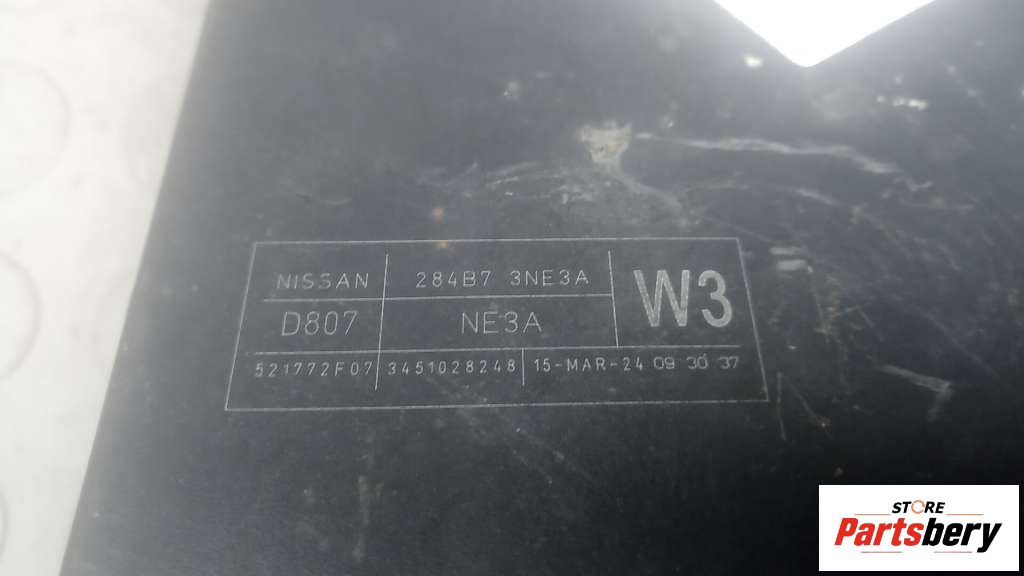 NISSAN 284B7 3NE3A W3
D807 NE3A
521772F07 3451028248 15-MAR-24 09 30 37
STORE
Partsbery